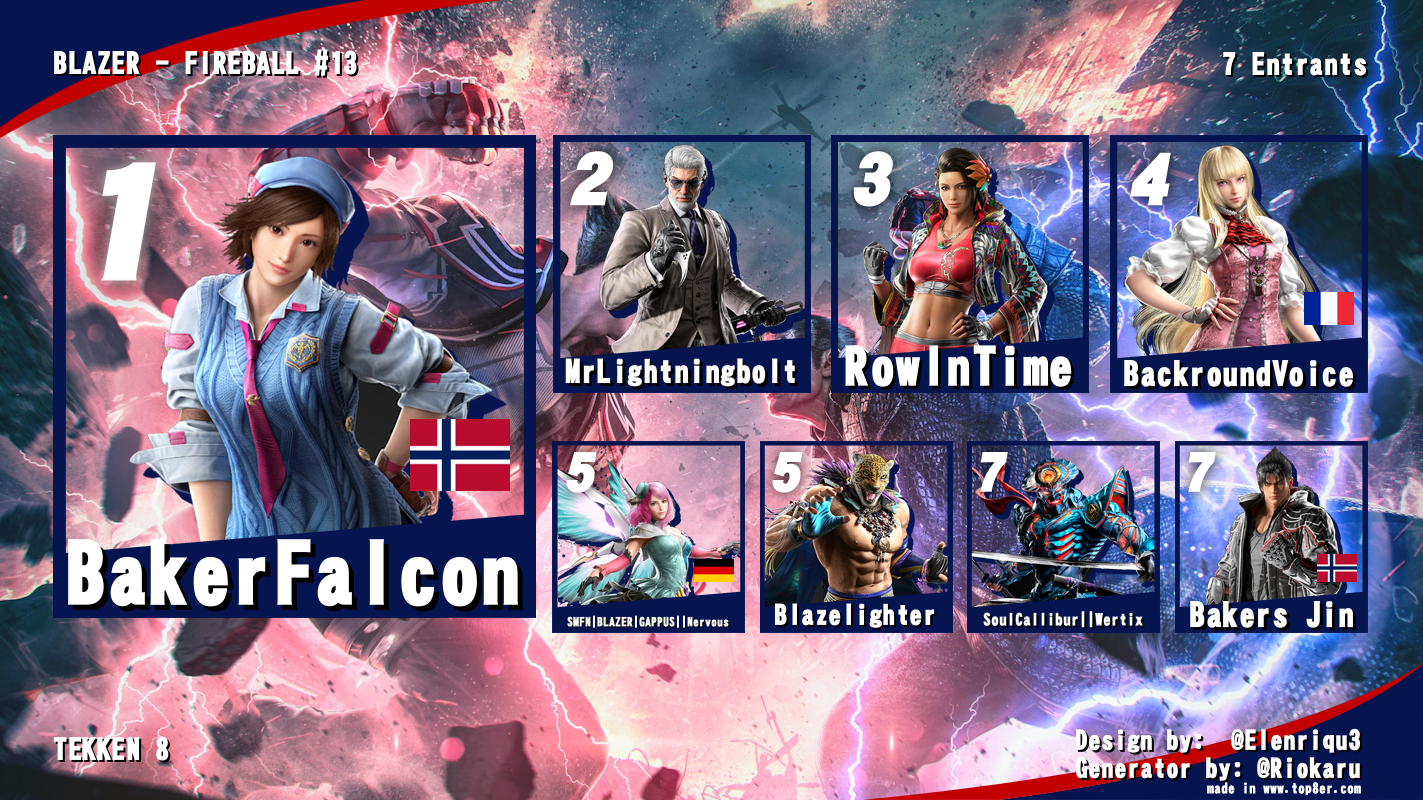 BLAZER - FIREBALL #13
7 Entrants
1
BakerFalcon
2
MrLightningbolt
3
RowInTime
4
BackroundVoice
5
SMFN|BLAZER|GAPPUS||Nervous
5
Blazelighter
7
SoulCallibur||Wertix
7
Bakers Jin
TEKKEN 8
Design by: @Elenriqu3
Generator by: @Riokaru
made in www.top8er.com